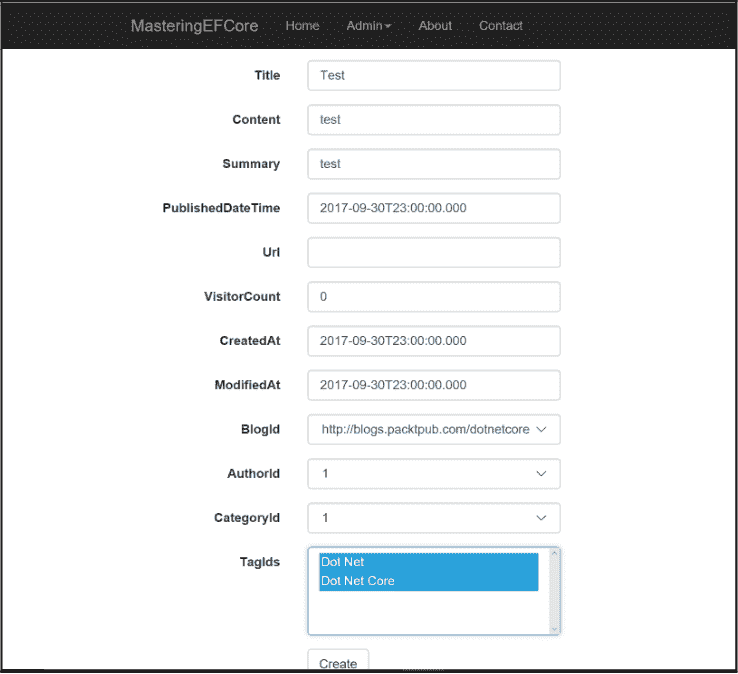 MasteringEFCore Home Admin About Contact
Title Test
Content test
Summary test
PublishedDateTime 2017-09-30T23:00:00.000
Url
VisitorCount 0
CreatedAt 2017-09-30T23:00:00.000
ModifiedAt 2017-09-30T23:00:00.000
BlogId http://blogs.packtpub.com/dotnetcore
AuthorId 1
CategoryId 1
TagIds Dot Net
Dot Net Core
Create